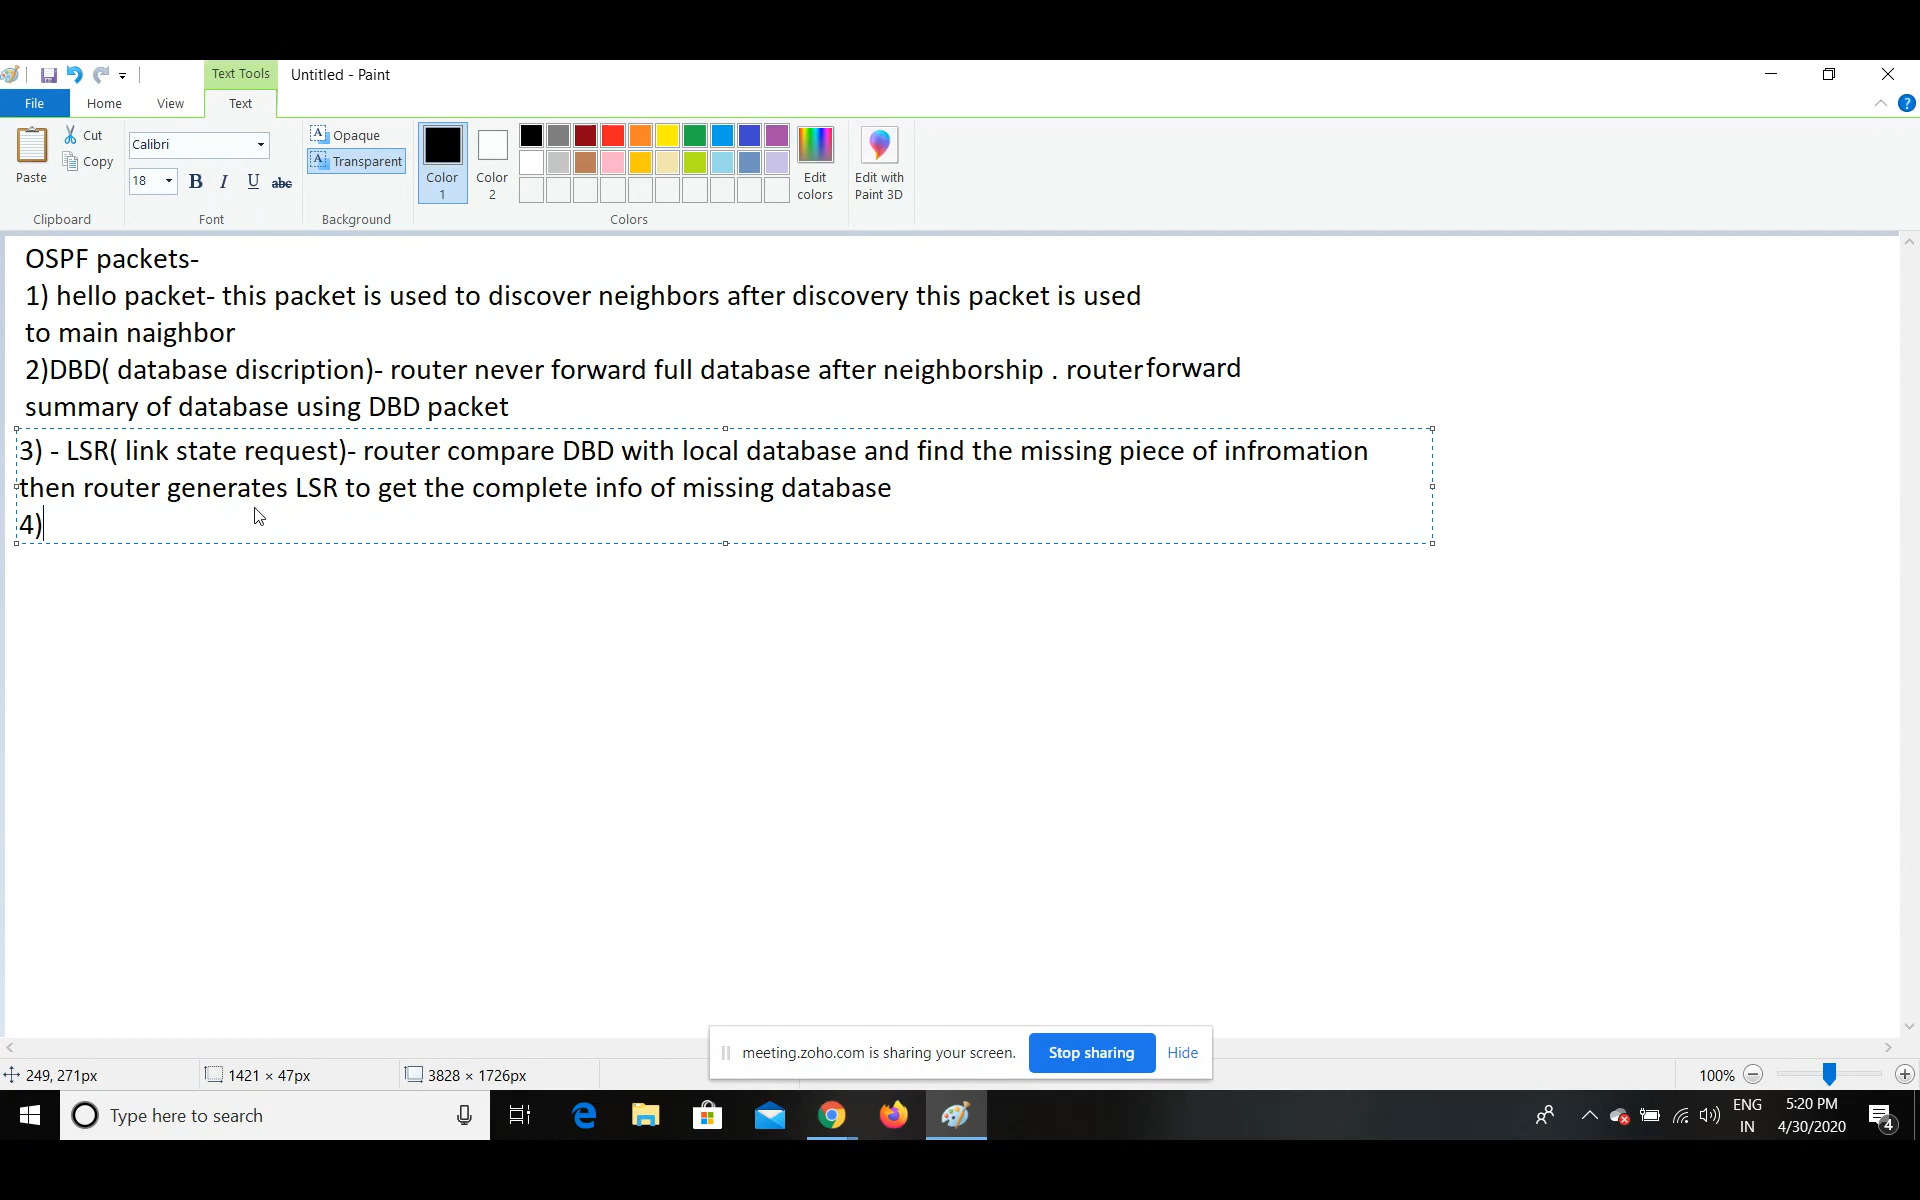 Text Tools
Untitled - Paint
File
Home
View
Text
Paste
Cut
Copy
Clipboard
Calibri
18
B I U abc
Font
Opaque
Transparent
Background
Color 1
Color 2
Edit colors
Colors
Edit with Paint 3D
OSPF packets-
1) hello packet- this packet is used to discover neighbors after discovery this packet is used
to main naighbor
2)DBD( database discription)- router never forward full database after neighborship . router forward
summary of database using DBD packet
3) - LSR( link state request)- router compare DBD with local database and find the missing piece of infromation
then router generates LSR to get the complete info of missing database
4)
meeting.zoho.com is sharing your screen.
Stop sharing
Hide
249, 271px
1421 × 47px
3828 × 1726px
100%
Type here to search
ENG
IN
5:20 PM
4/30/2020
4